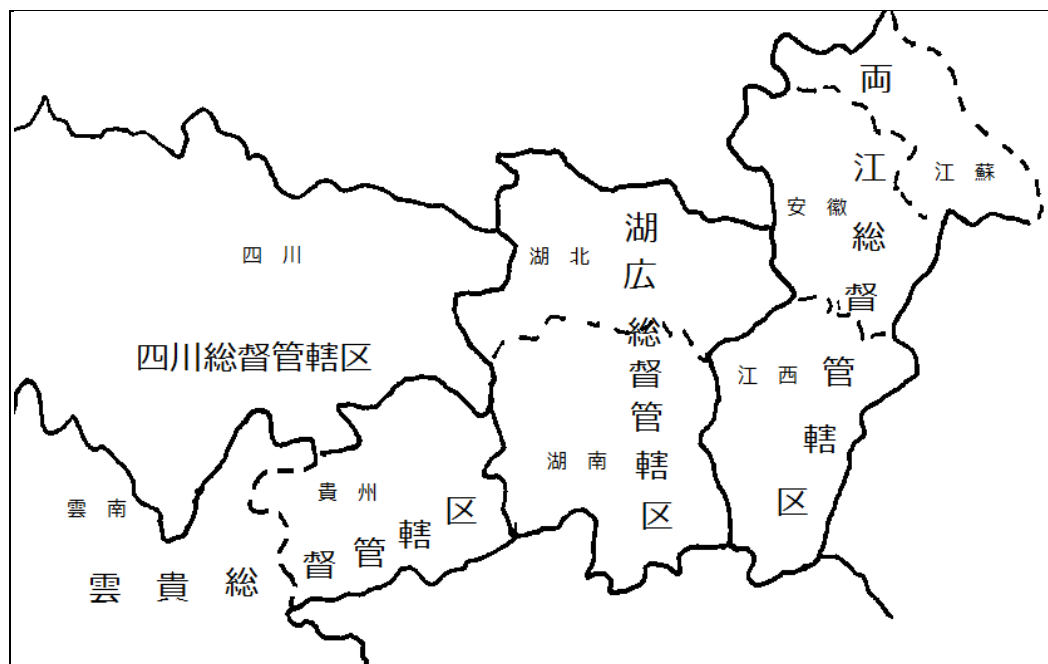 両江総督管轄区
江蘇
安徽
江西
湖広総督管轄区
湖北
湖南
四川
四川総督管轄区
貴州
雲南
雲貴総督管轄区